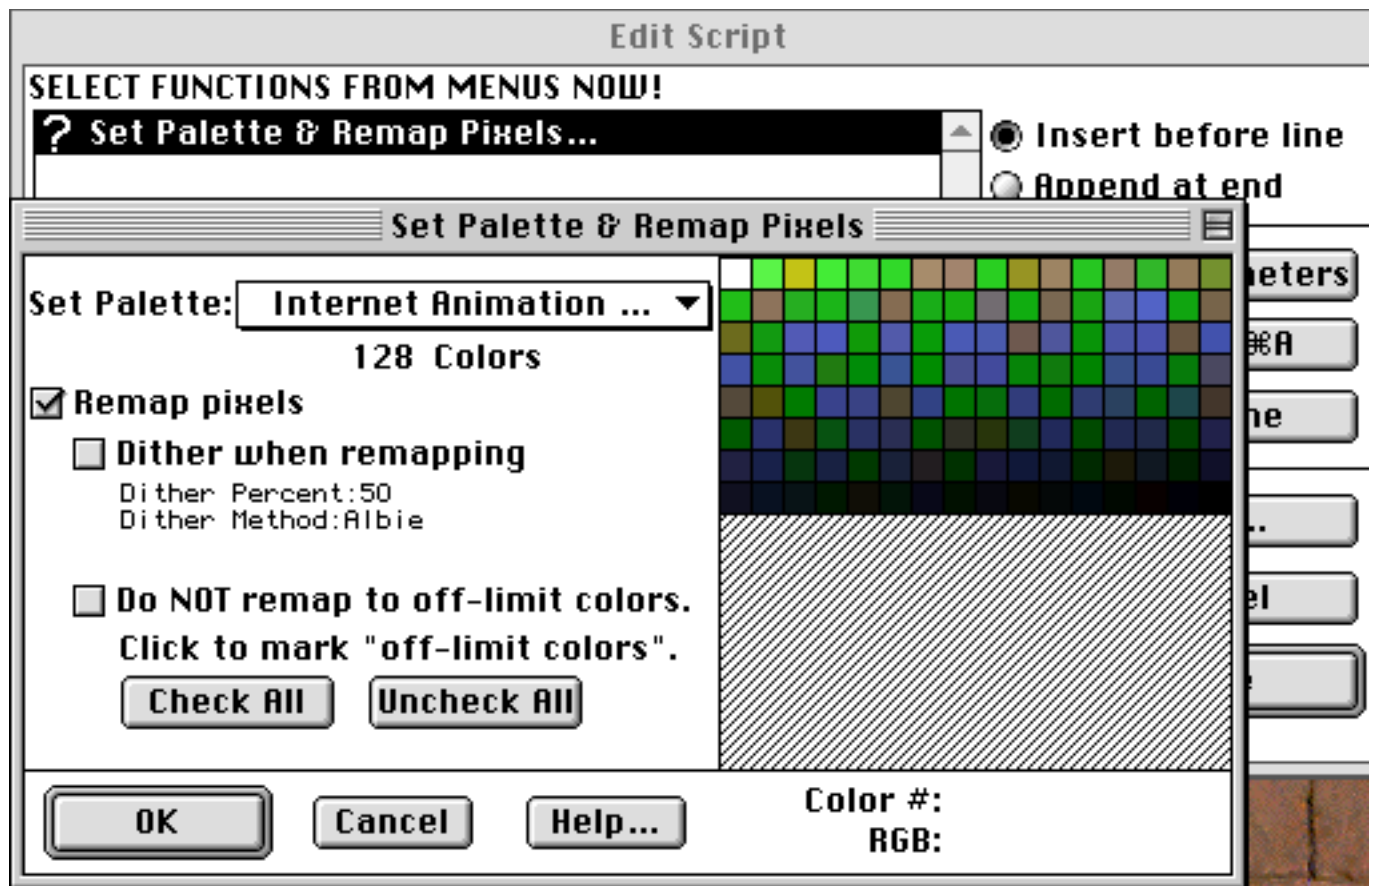 Edit Script
SELECT FUNCTIONS FROM MENUS NOW!
? Set Palette & Remap Pixels...
Insert before line
Append at end
Set Palette & Remap Pixels
Set Palette: Internet Animation ...
128 Colors
Remap pixels
Dither when remapping
Dither Percent:50
Dither Method:Albie
Do NOT remap to off-limit colors.
Click to mark "off-limit colors".
Check All Uncheck All
OK Cancel Help...
Color #:
RGB:
⌘A